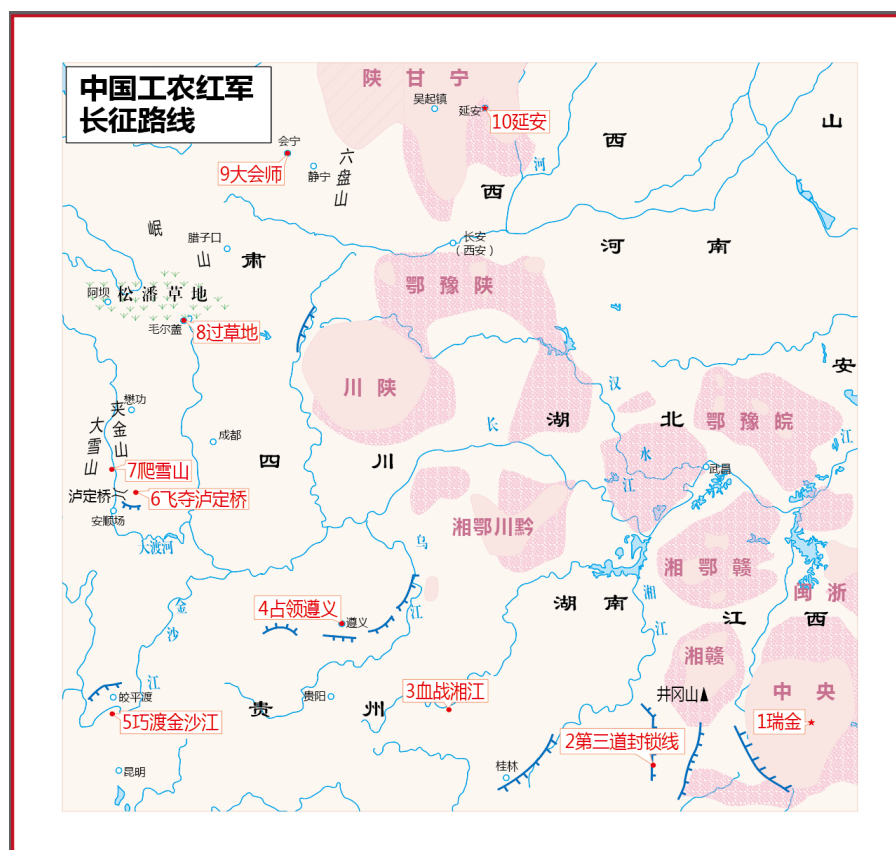 中国工农红军
长征路线
陕甘宁
吴起镇
延安
10延安
山
西
会宁
9大会师
静宁
六盘山
西
河
岷
山
腊子口
肃
长安
（西安）
河南
鄂豫陕
阿坝
松潘草地
毛尔盖
8过草地
川陕
安
汉
懋功
夹金山
大雪山
成都
四川
长
湖北
水
江
鄂豫皖
江
武昌
7爬雪山
泸定桥
6飞夺泸定桥
安顺场
大渡河
湘鄂川黔
乌
江
湘鄂赣
闽浙
金
沙
江
4占领遵义
遵义
湖南
湘
江
江西
湘赣
皎平渡
5巧渡金沙江
贵阳
贵州
3血战湘江
井冈山
中央
1瑞金
2第三道封锁线
昆明
桂林